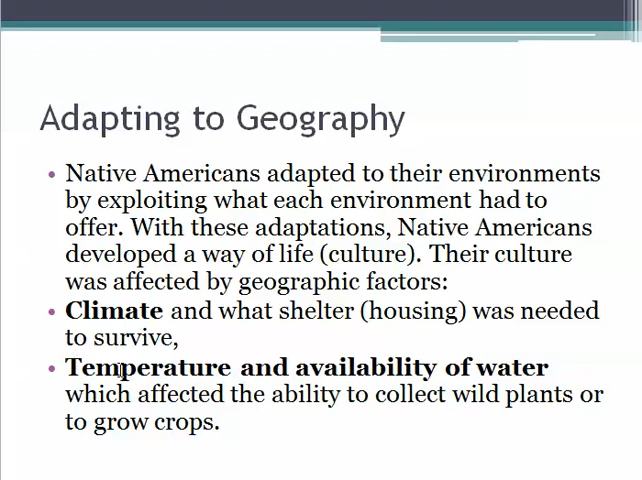 Adapting to Geography
• Native Americans adapted to their environments
by exploiting what each environment had to
offer. With these adaptations, Native Americans
developed a way of life (culture). Their culture
was affected by geographic factors:
• Climate and what shelter (housing) was needed
to survive,
• Temperature and availability of water
which affected the ability to collect wild plants or
to grow crops.